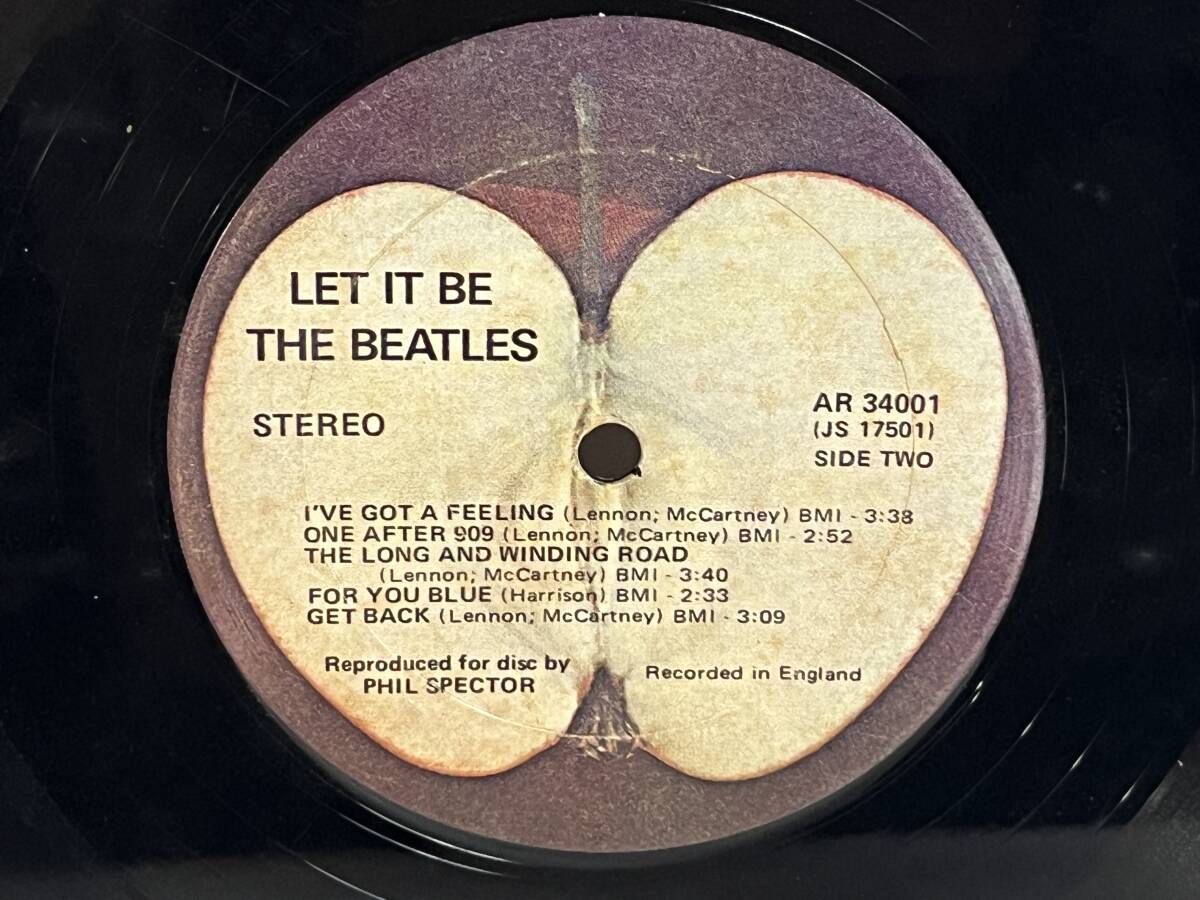 LET IT BE
THE BEATLES
STEREO
AR 34001
(JS 17501)
SIDE TWO
I'VE GOT A FEELING (Lennon; McCartney) BMI - 3:38
ONE AFTER 909 (Lennon; McCartney) BMI - 2:52
THE LONG AND WINDING ROAD
(Lennon; McCartney) BMI - 3:40
FOR YOU BLUE (Harrison) BMI - 2:33
GET BACK (Lennon; McCartney) BMI - 3:09
Reproduced for disc by
PHIL SPECTOR
Recorded in England